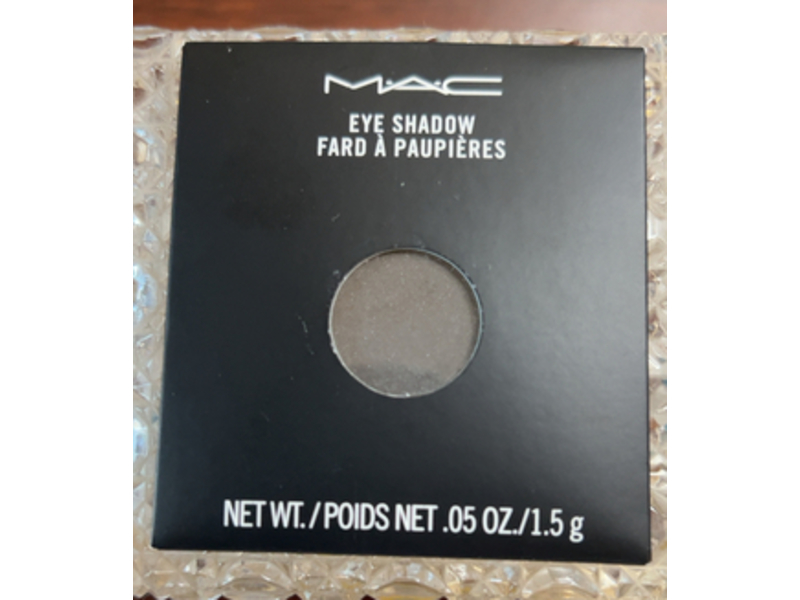 M·A·C
EYE SHADOW
FARD À PAUPIÈRES
NET WT. / POIDS NET .05 OZ./1.5 g